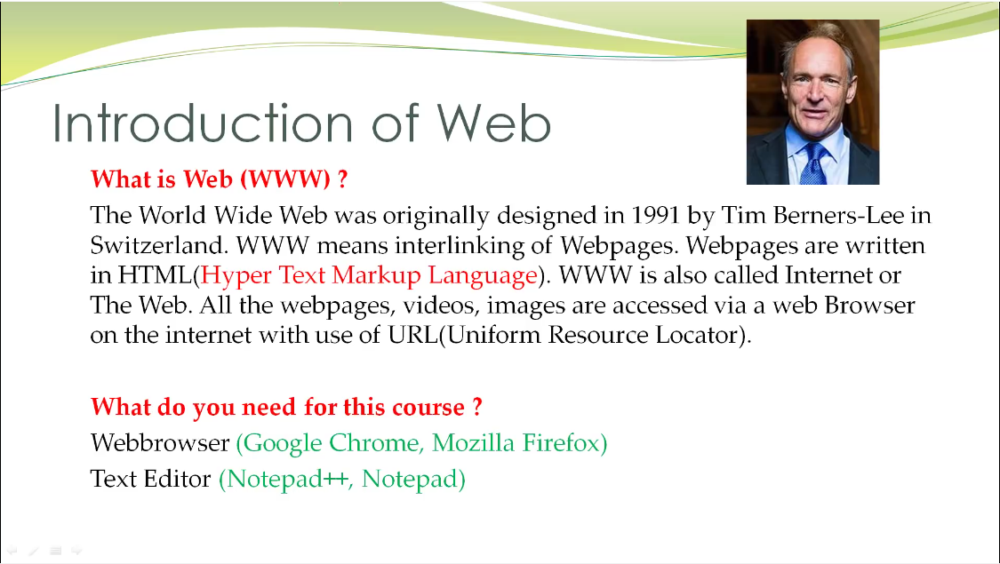 Introduction of Web
What is Web (WWW) ?
The World Wide Web was originally designed in 1991 by Tim Berners-Lee in
Switzerland. WWW means interlinking of Webpages. Webpages are written
in HTML(Hyper Text Markup Language). WWW is also called Internet or
The Web. All the webpages, videos, images are accessed via a web Browser
on the internet with use of URL(Uniform Resource Locator).
What do you need for this course ?
Webbrowser (Google Chrome, Mozilla Firefox)
Text Editor (Notepad++, Notepad)